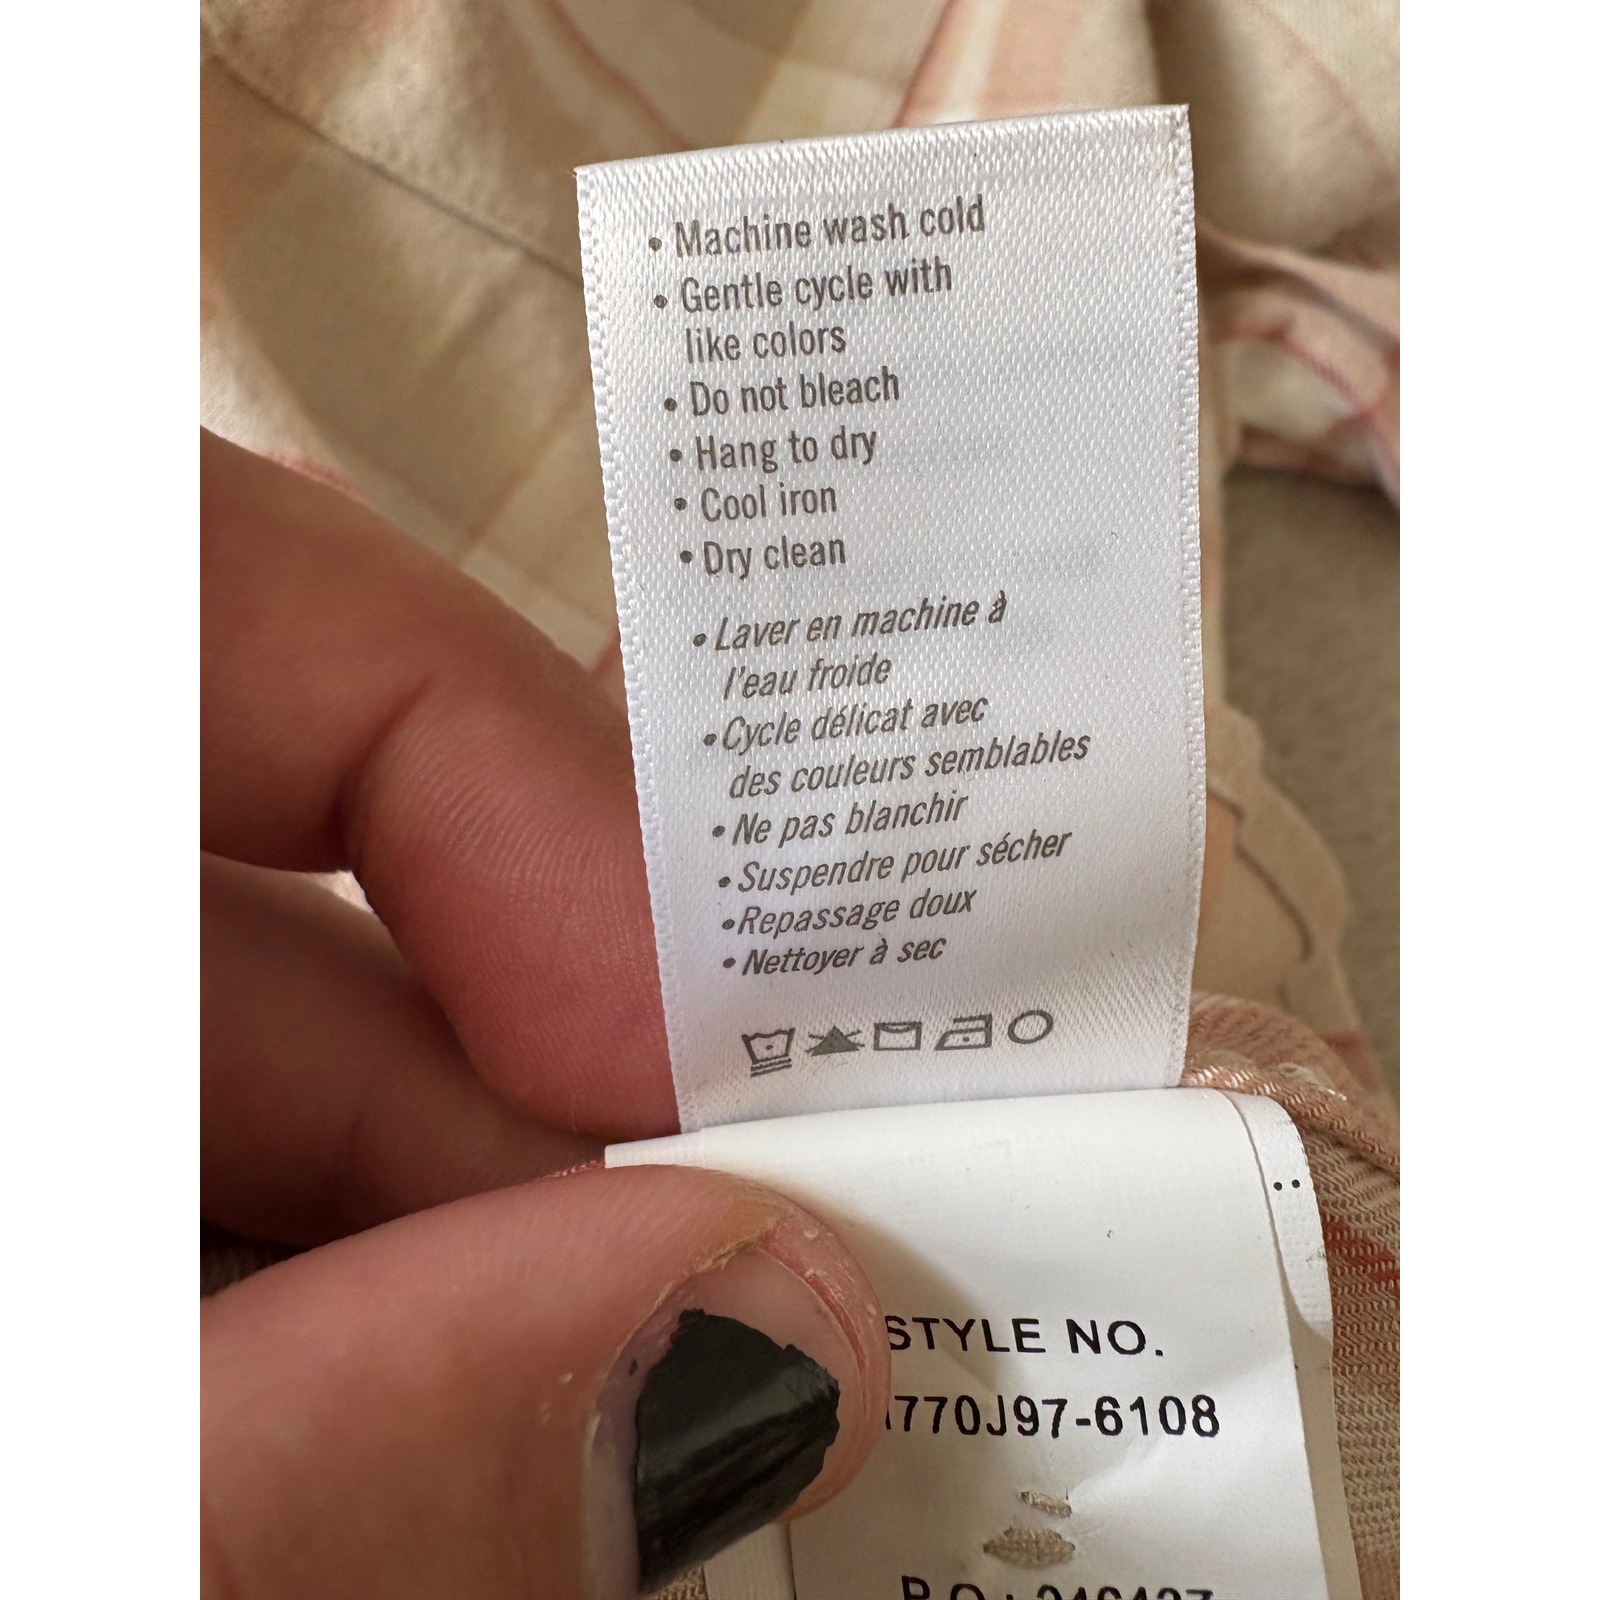 • Machine wash cold
• Gentle cycle with
like colors
• Do not bleach
• Hang to dry
• Cool iron
• Dry clean
• Laver en machine à
l'eau froide
• Cycle délicat avec
des couleurs semblables
• Ne pas blanchir
• Suspendre pour sécher
• Repassage doux
• Nettoyer à sec
STYLE NO.
770J97-6108